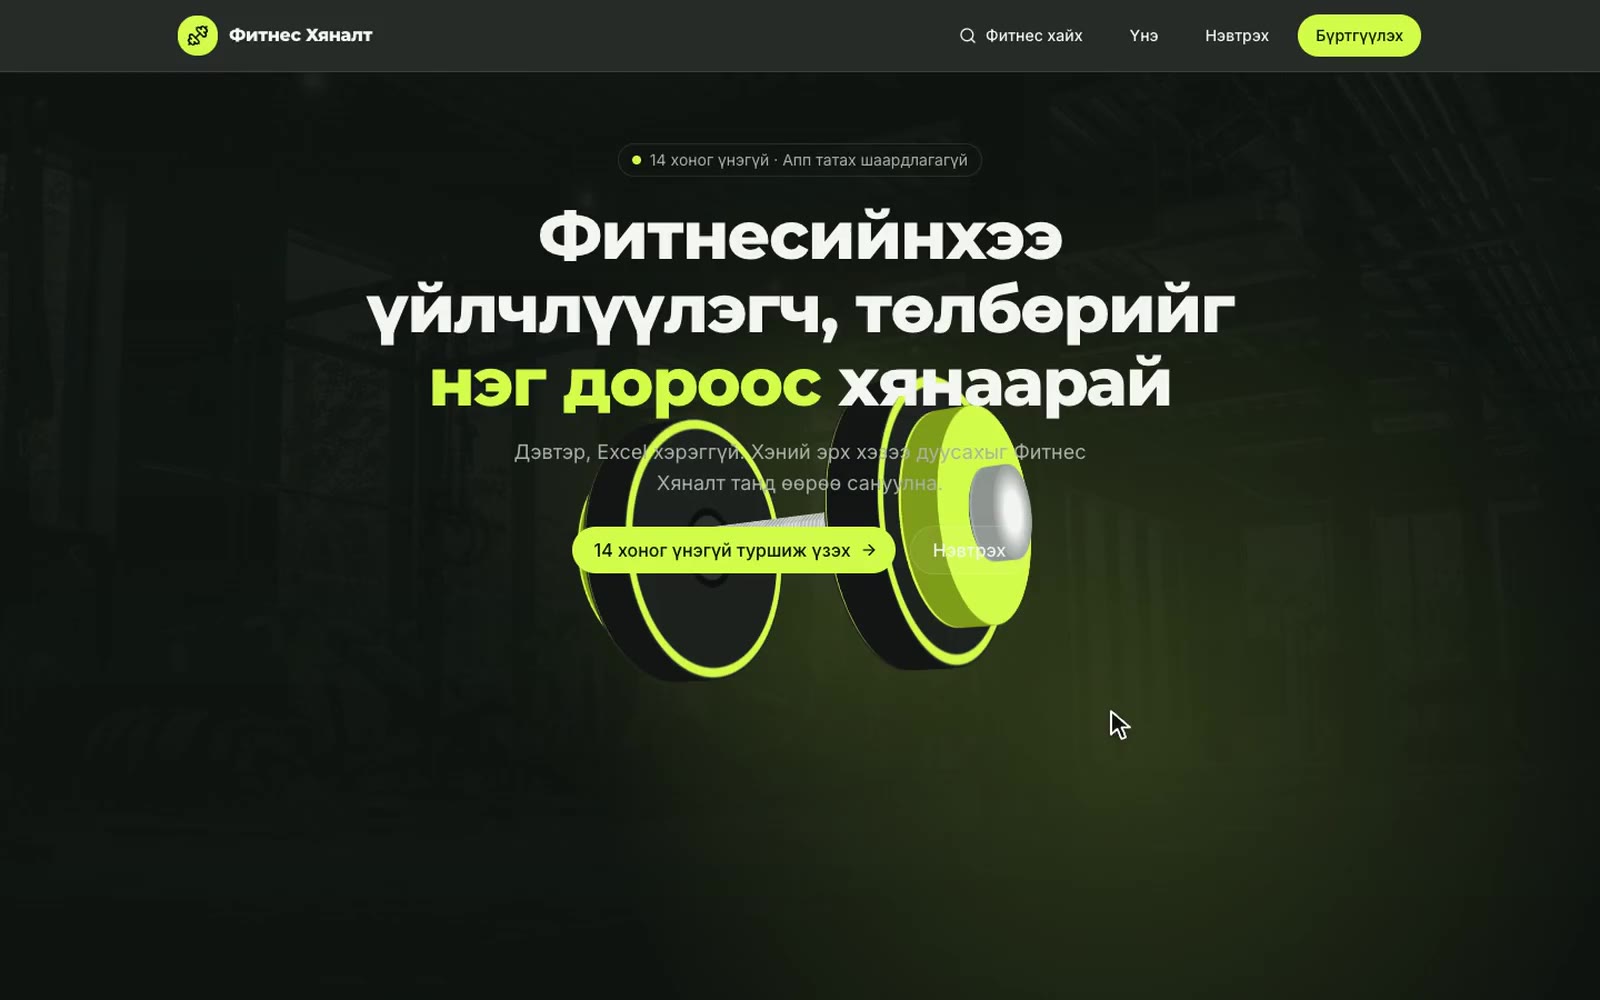 Фитнес Хяналт
Фитнес хайх
Үнэ
Нэвтрэх
Бүртгүүлэх
14 хоног үнэгүй · Апп татах шаардлагагүй
Фитнесийнхээ
үйлчлүүлэгч, төлбөрийг
нэг дороос хянаарай
Дэвтэр, Excel хэрэггүй. Хэний эрх хэзээ дуусахыг Фитнес
Хяналт танд өөрөө сануулна.
14 хоног үнэгүй туршиж үзэх →
Нэвтрэх